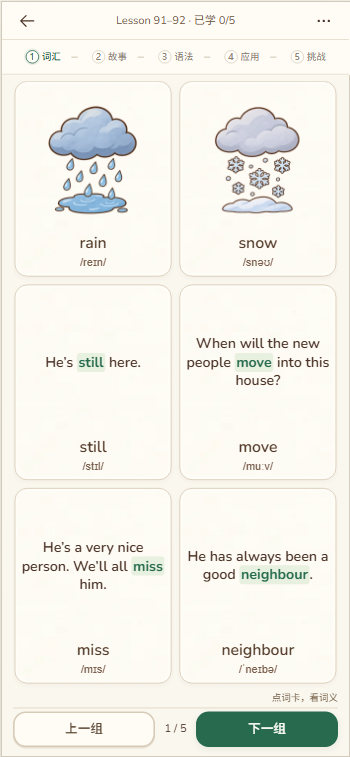 Lesson 91–92 · 已学 0/5
1 词汇 – 2 故事 – 3 语法 – 4 应用 – 5 挑战
rain
/reɪn/
snow
/snəʊ/
He’s still here.
still
/stɪl/
When will the new
people move into this
house?
move
/muːv/
He’s a very nice
person. We’ll all miss
him.
miss
/mɪs/
He has always been a
good neighbour.
neighbour
/ˈneɪbə/
点词卡，看词义
上一组
1 / 5
下一组